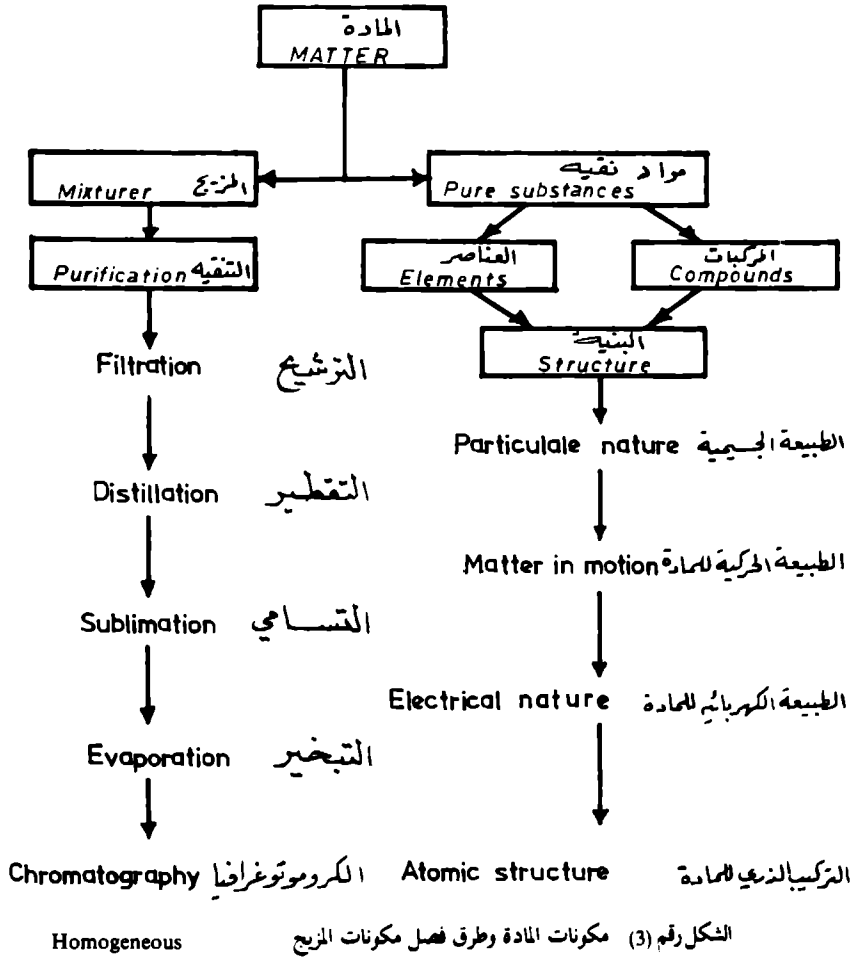 المادة
MATTER
المزيج Mixturer
مواد نقيه
Pure substances
التنقيه Purification
العناصر
Elements
المركبات
Compounds
البنية
Structure
Filtration الترشيح
Particulale nature الطبيعة الجسيمية
Distillation التقطير
Matter in motion الطبيعة الحركية للمادة
Sublimation التسامي
Electrical nature الطبيعة الكهربائيه للمادة
Evaporation التبخير
Chromatography الكروموتوغرافيا
Atomic structure التركيب الذري للمادة
الشكل رقم (3) مكونات المادة وطرق فصل مكونات المزيج Homogeneous